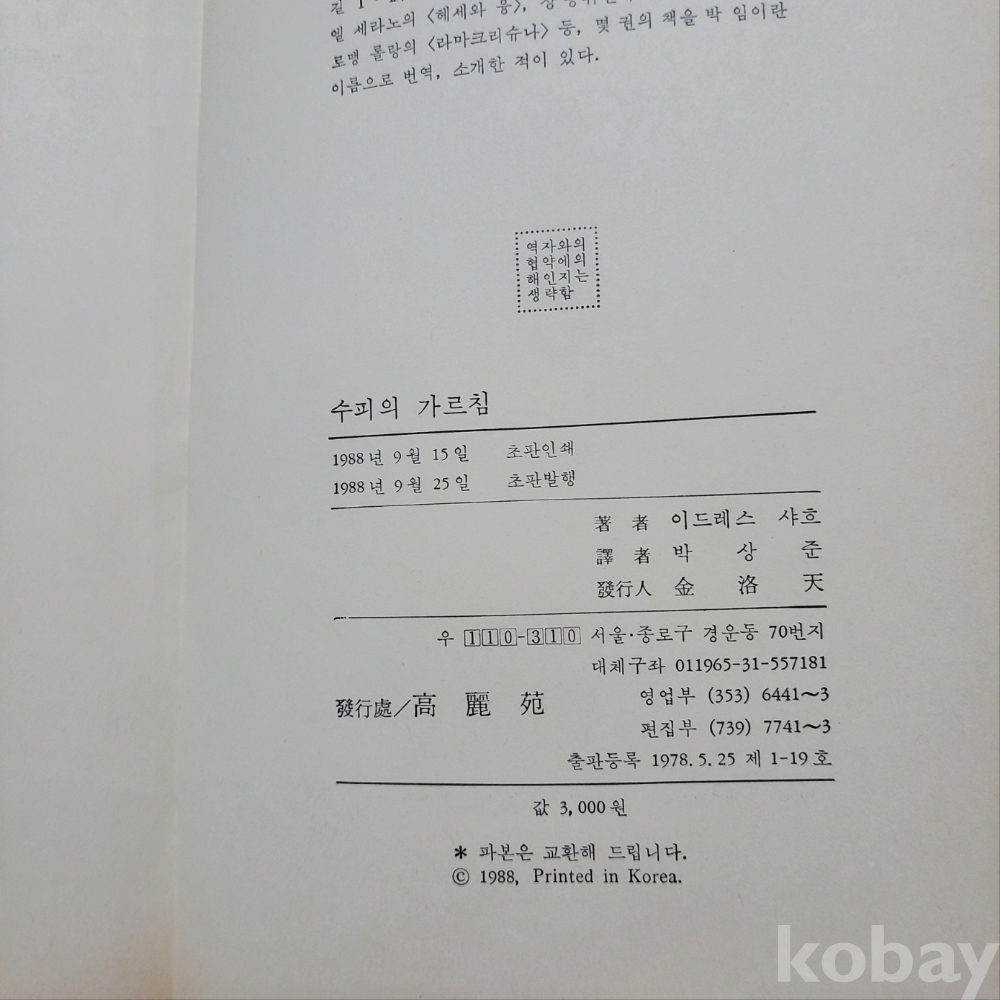 길 1
엘 세라노의 〈헤세와 융〉,
로맹 롤랑의 〈라마크리슈나〉 등, 몇 권의 책을 박 임이란
이름으로 번역, 소개한 적이 있다.
역자와의
협약에의
해인지는
생략함
수피의 가르침
1988년 9월 15일 초판인쇄
1988년 9월 25일 초판발행
著 者 이드레스 샤흐
譯 者 박 상 준
發行人 金 洛 天
우 110-310 서울·종로구 경운동 70번지
대체구좌 011965-31-557181
發行處/高 麗 苑 영업부 (353) 6441~3
편집부 (739) 7741~3
출판등록 1978. 5. 25 제 1-19 호
값 3,000원
* 파본은 교환해 드립니다.
© 1988, Printed in Korea.
kobay